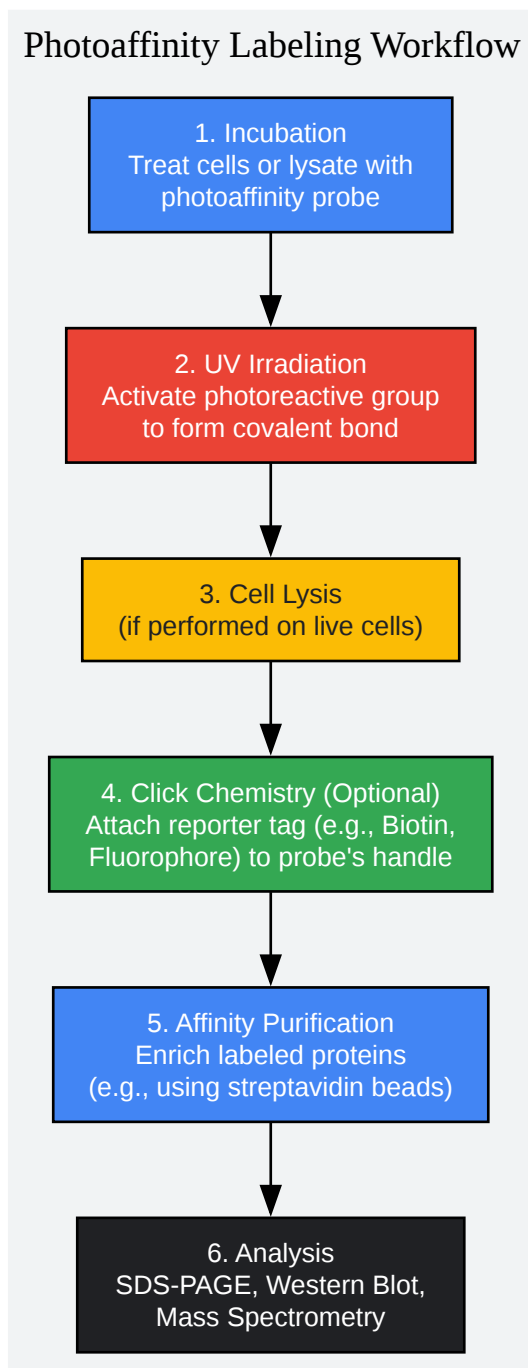 Photoaffinity Labeling Workflow
1. Incubation
Treat cells or lysate with
photoaffinity probe
2. UV Irradiation
Activate photoreactive group
to form covalent bond
3. Cell Lysis
(if performed on live cells)
4. Click Chemistry (Optional)
Attach reporter tag (e.g., Biotin,
Fluorophore) to probe's handle
5. Affinity Purification
Enrich labeled proteins
(e.g., using streptavidin beads)
6. Analysis
SDS-PAGE, Western Blot,
Mass Spectrometry